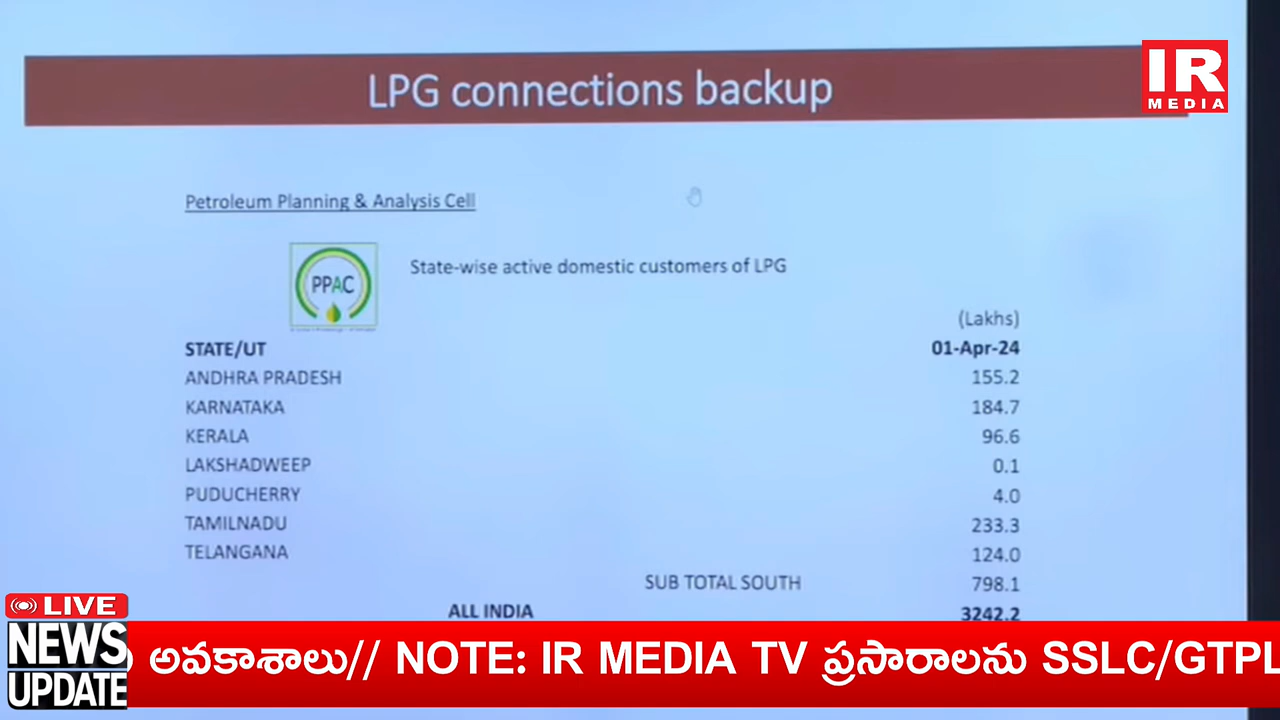 LPG connections backup
IR
MEDIA
Petroleum Planning & Analysis Cell
PPAC
State-wise active domestic customers of LPG
(Lakhs)
STATE/UT 01-Apr-24
ANDHRA PRADESH 155.2
KARNATAKA 184.7
KERALA 96.6
LAKSHADWEEP 0.1
PUDUCHERRY 4.0
TAMILNADU 233.3
TELANGANA 124.0
SUB TOTAL SOUTH 798.1
ALL INDIA 3242.2
LIVE
NEWS
UPDATE
అవకాశాలు// NOTE: IR MEDIA TV ప్రసారాలను SSLC/GTPL